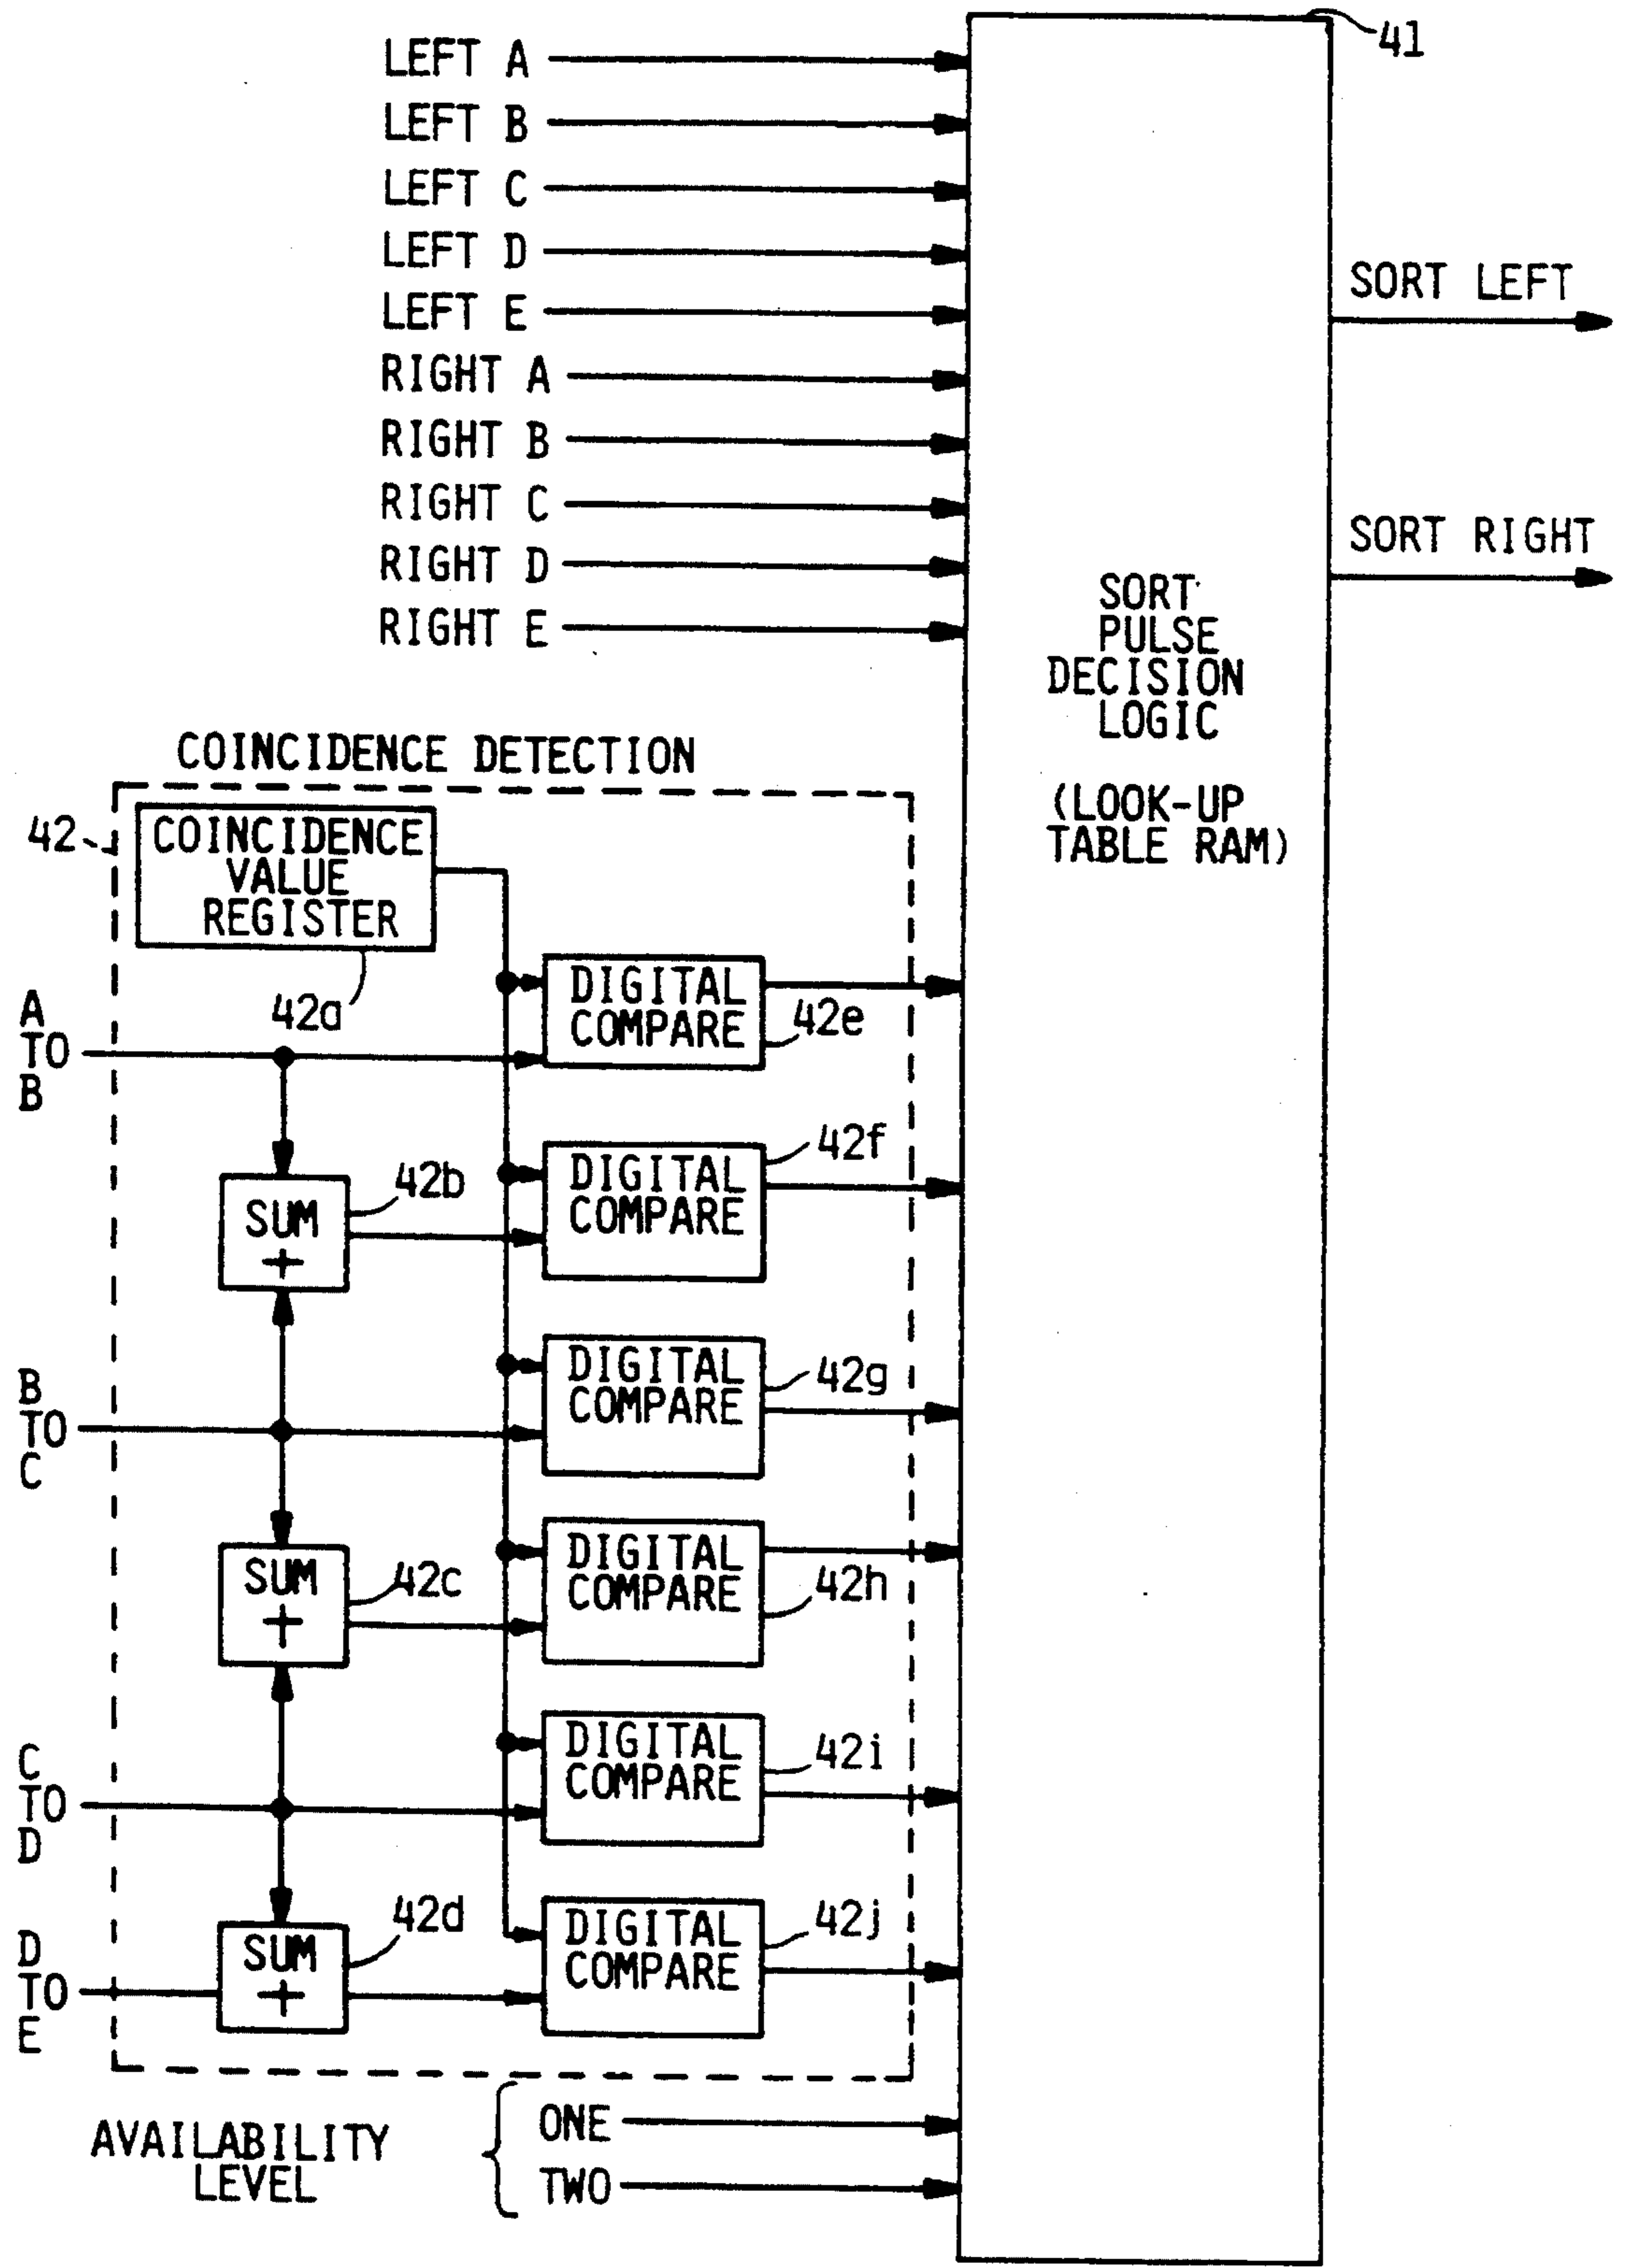 41
LEFT A
LEFT B
LEFT C
LEFT D
LEFT E
RIGHT A
RIGHT B
RIGHT C
RIGHT D
RIGHT E
SORT LEFT
SORT RIGHT
SORT
PULSE
DECISION
LOGIC
(LOOK-UP
TABLE RAM)
COINCIDENCE DETECTION
42
COINCIDENCE
VALUE
REGISTER
42a
A
TO
B
DIGITAL
COMPARE
42e
SUM
+
42b
DIGITAL
COMPARE
42f
B
TO
C
DIGITAL
COMPARE
42g
SUM
+
42c
DIGITAL
COMPARE
42h
C
TO
D
DIGITAL
COMPARE
42i
D
TO
E
SUM
+
42d
DIGITAL
COMPARE
42j
AVAILABILITY
LEVEL
ONE
TWO